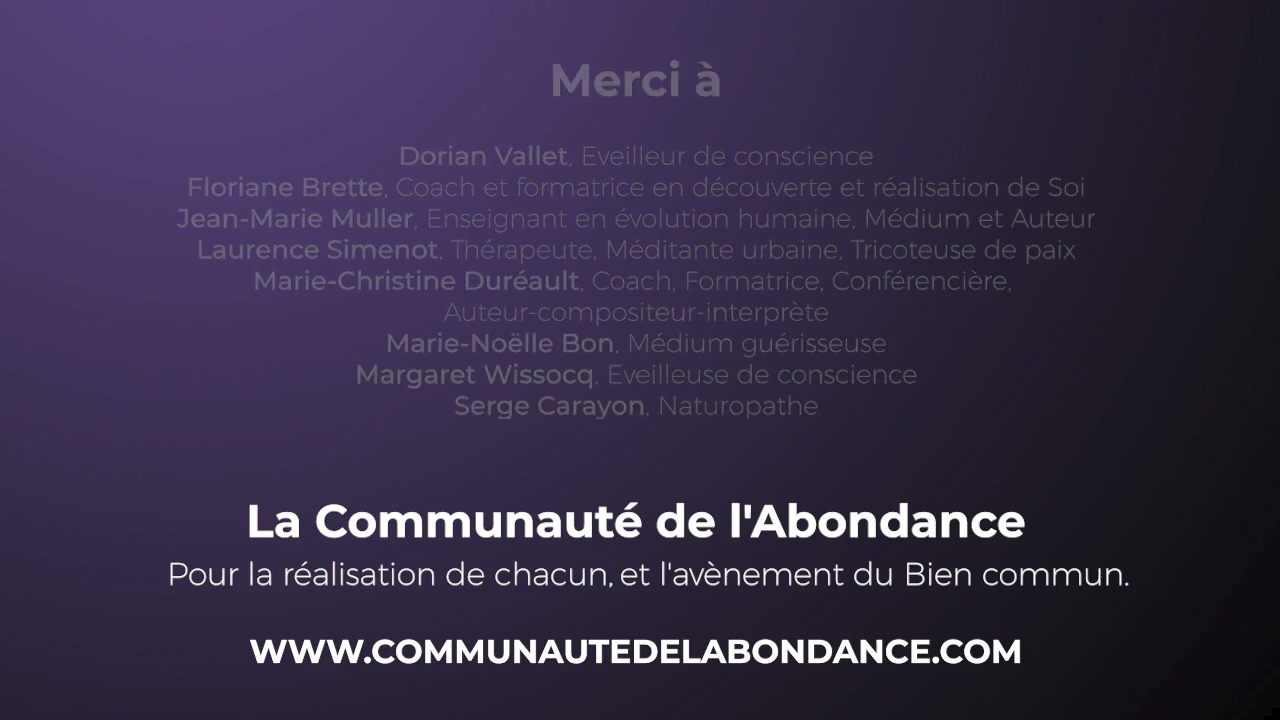 Merci à
Dorian Vallet, Eveilleur de conscience
Floriane Brette, Coach et formatrice en découverte et réalisation de Soi
Jean-Marie Muller, Enseignant en évolution humaine, Médium et Auteur
Laurence Simenot, Thérapeute, Méditante urbaine, Tricoteuse de paix
Marie-Christine Duréault, Coach, Formatrice, Conférencière,
Auteur-compositeur-interprète
Marie-Noëlle Bon, Médium guérisseuse
Margaret Wissocq, Eveilleuse de conscience
Serge Carayon, Naturopathe
La Communauté de l'Abondance
Pour la réalisation de chacun, et l'avènement du Bien commun.
WWW.COMMUNAUTEDELABONDANCE.COM